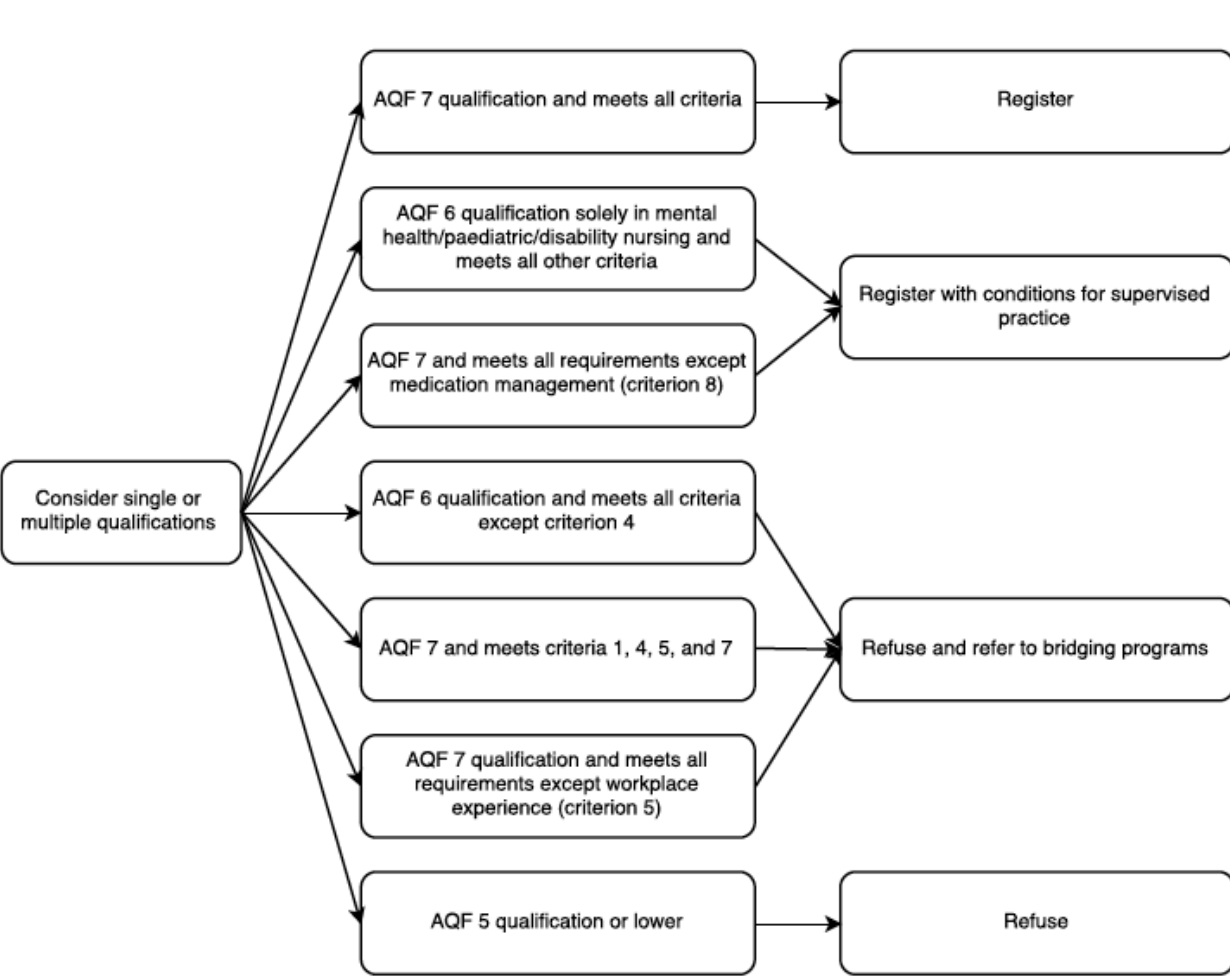 AQF 7 qualification and meets all criteria
Register
AQF 6 qualification solely in mental
health/paediatric/disability nursing and
meets all other criteria
Register with conditions for supervised
practice
AQF 7 and meets all requirements except
medication management (criterion 8)
Consider single or
multiple qualifications
AQF 6 qualification and meets all criteria
except criterion 4
AQF 7 and meets criteria 1, 4, 5, and 7
Refuse and refer to bridging programs
AQF 7 qualification and meets all
requirements except workplace
experience (criterion 5)
AQF 5 qualification or lower
Refuse